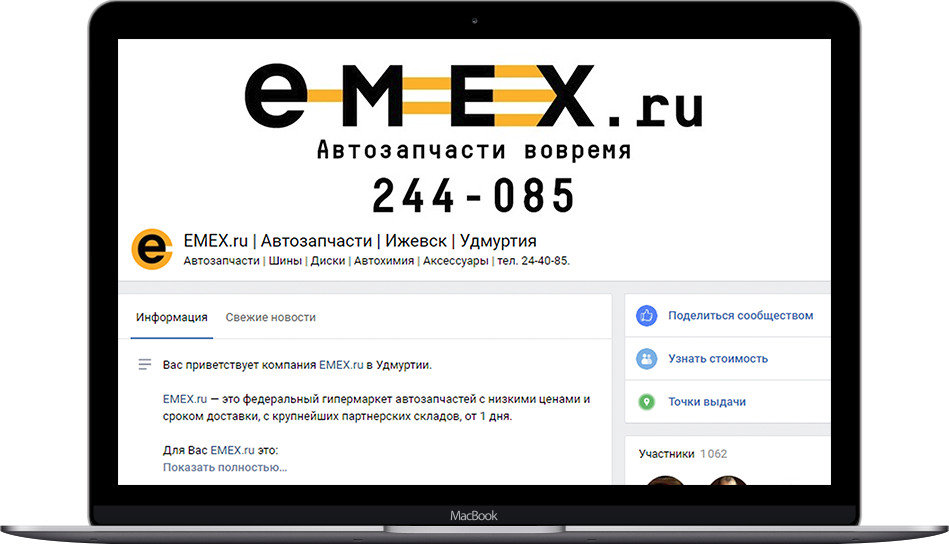 eMEX.ru
Автозапчасти вовремя
244-085
e
EMEX.ru | Автозапчасти | Ижевск | Удмуртия
Автозапчасти | Шины | Диски | Автохимия | Аксессуары | тел. 24-40-85.
Информация Свежие новости
Вас приветствует компания EMEX.ru в Удмуртии.
EMEX.ru — это федеральный гипермаркет автозапчастей с низкими ценами и
сроком доставки, с крупнейших партнерских складов, от 1 дня.
Для Вас EMEX.ru это:
Показать полностью...
Поделиться сообществом
Узнать стоимость
Точки выдачи
Участники 1 062
MacBook